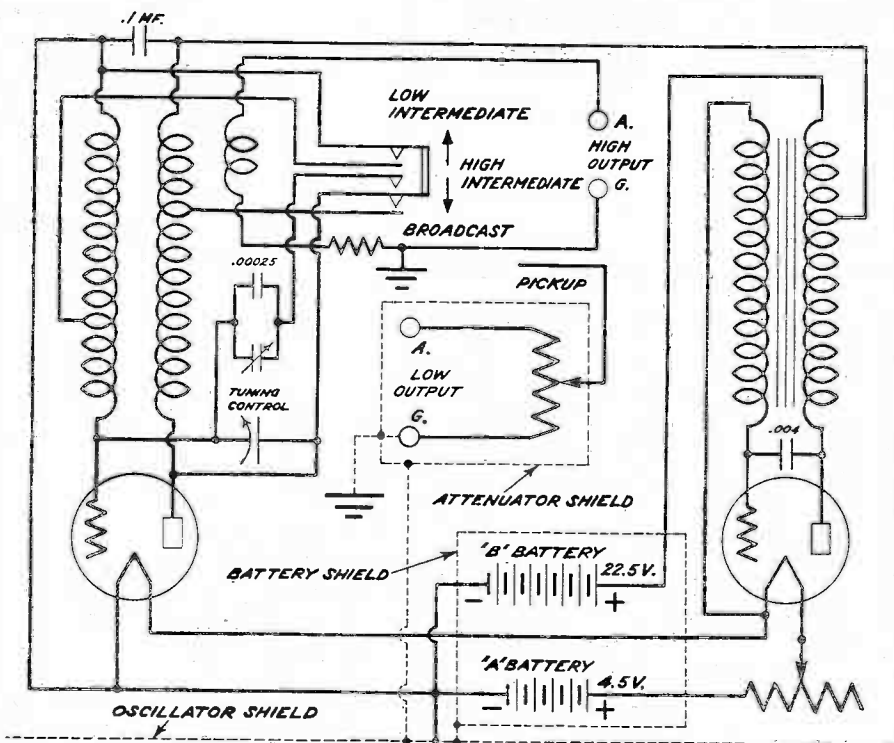 .1 MF.
LOW
INTERMEDIATE
HIGH
INTERMEDIATE
BROADCAST
A.
HIGH
OUTPUT
G.
.00025
TUNING
CONTROL
PICKUP
A.
LOW
OUTPUT
G.
ATTENUATOR SHIELD
.004
BATTERY SHIELD
"B" BATTERY
22.5V.
- +
"A" BATTERY
4.5V.
- +
OSCILLATOR SHIELD